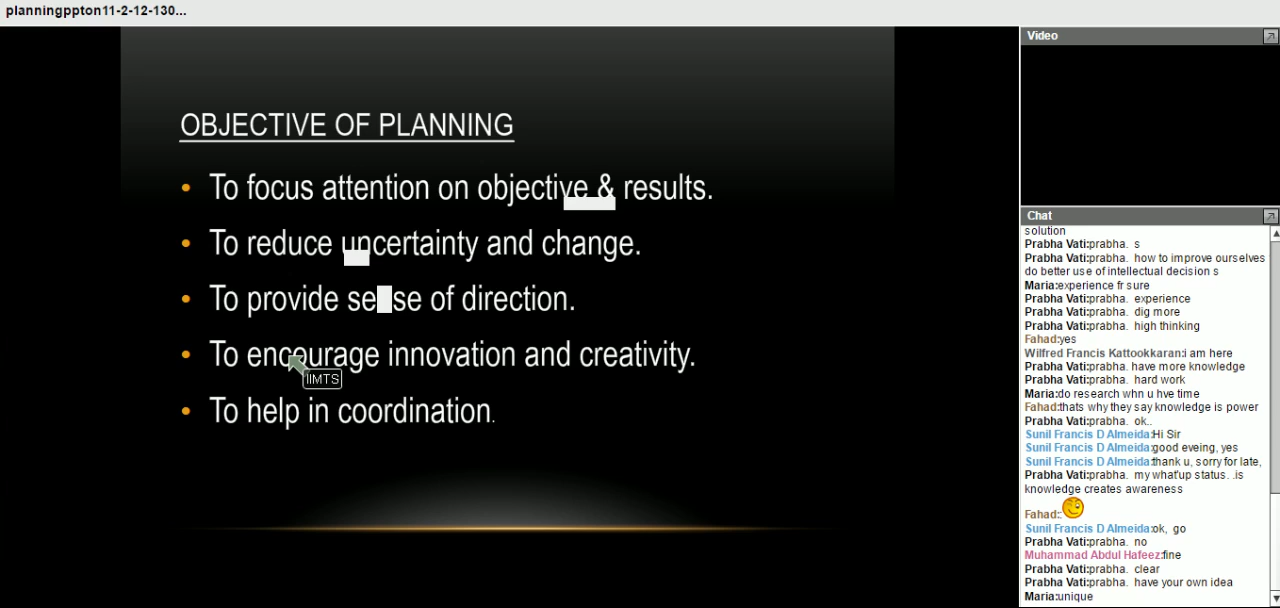 planningppton11-2-12-130...
OBJECTIVE OF PLANNING
• To focus attention on objective & results.
• To reduce uncertainty and change.
• To provide sense of direction.
• To encourage innovation and creativity.
IIMTS
• To help in coordination.
Video
Chat
solution
Prabha Vati:prabha. s
Prabha Vati:prabha. how to improve ourselves
do better use of intellectual decision s
Maria:experience fr sure
Prabha Vati:prabha. experience
Prabha Vati:prabha. dig more
Prabha Vati:prabha. high thinking
Fahad:yes
Wilfred Francis Kattookkaran:i am here
Prabha Vati:prabha. have more knowledge
Prabha Vati:prabha. hard work
Maria:do research whn u hve time
Fahad:thats why they say knowledge is power
Prabha Vati:prabha. ok..
Sunil Francis D Almeida:Hi Sir
Sunil Francis D Almeida:good eveing, yes
Sunil Francis D Almeida:thank u, sorry for late,
Prabha Vati:prabha. my what'up status. .is
knowledge creates awareness
Fahad::
Sunil Francis D Almeida:ok, go
Prabha Vati:prabha. no
Muhammad Abdul Hafeez:fine
Prabha Vati:prabha. clear
Prabha Vati:prabha. have your own idea
Maria:unique